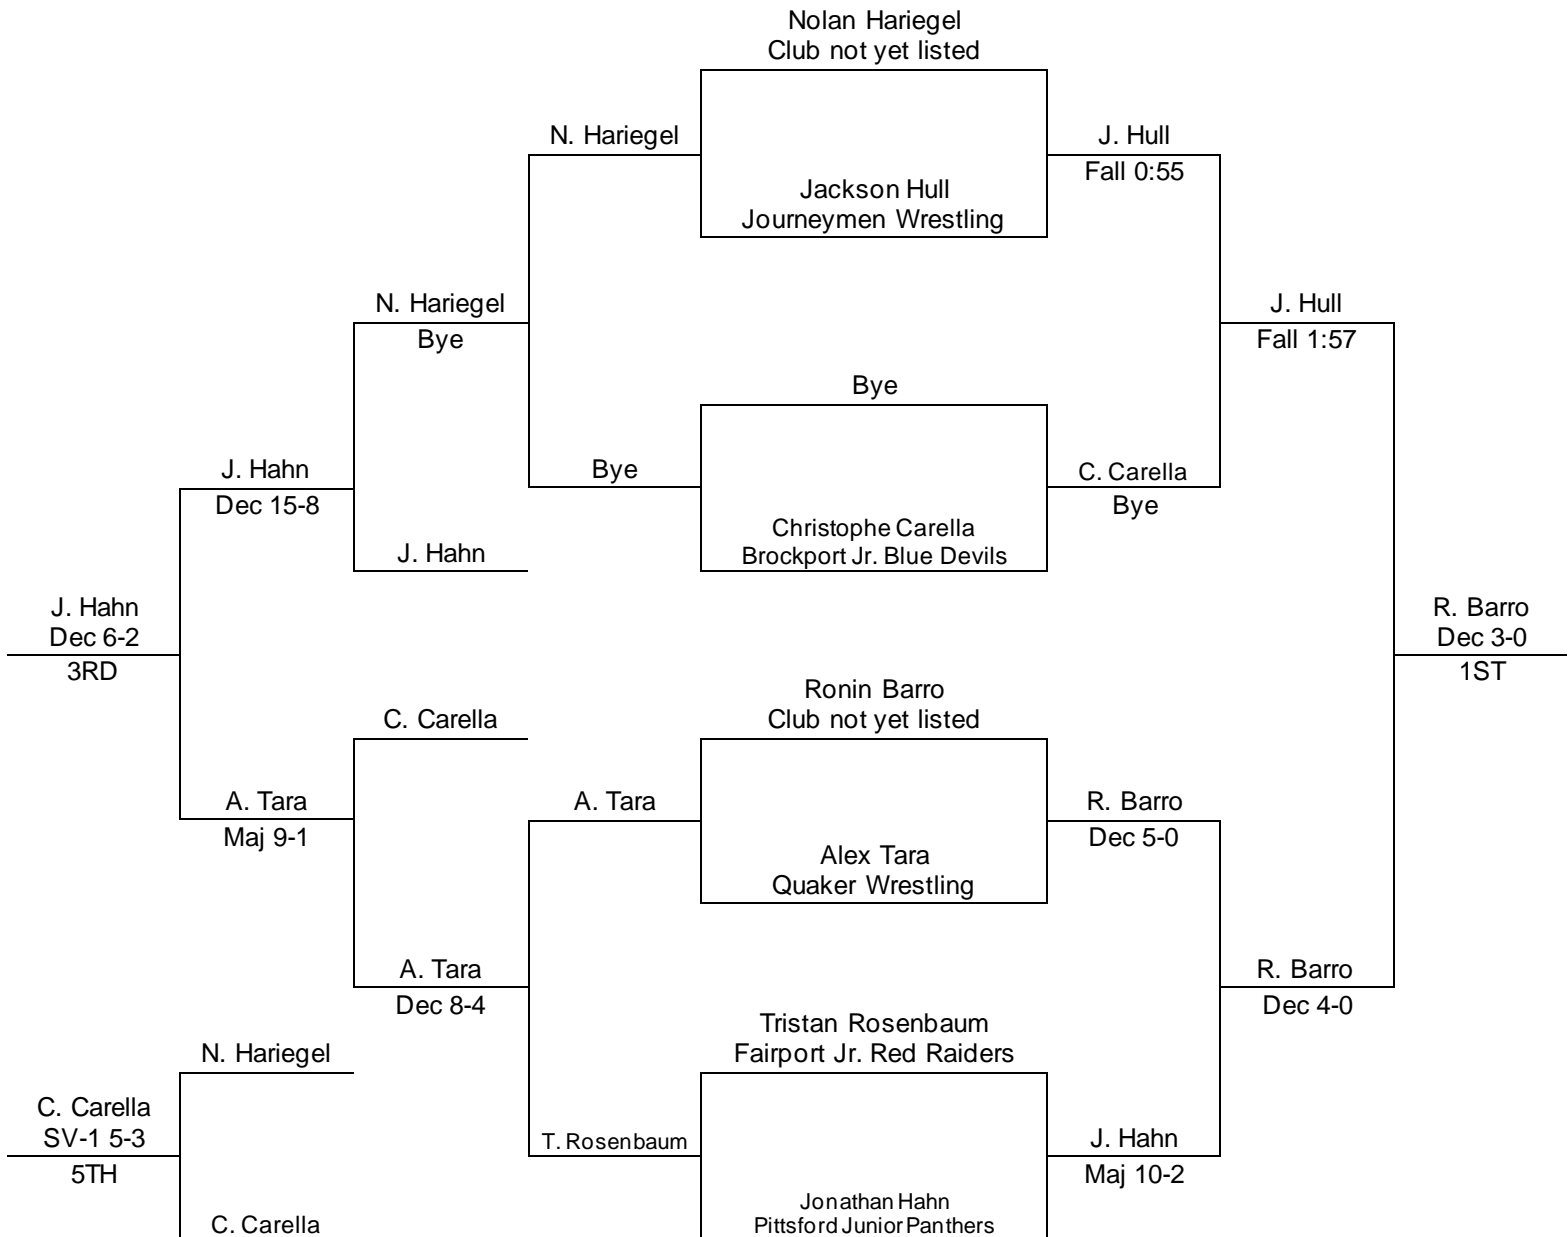 Nolan Hariegel
Club not yet listed
N. Hariegel
J. Hull
Fall 0:55
Jackson Hull
Journeymen Wrestling
N. Hariegel
Bye
J. Hull
Fall 1:57
Bye
J. Hahn
Dec 15-8
Bye
C. Carella
Bye
Christophe Carella
Brockport Jr. Blue Devils
J. Hahn
J. Hahn
Dec 6-2
3RD
R. Barro
Dec 3-0
1ST
Ronin Barro
Club not yet listed
C. Carella
A. Tara
Maj 9-1
A. Tara
R. Barro
Dec 5-0
Alex Tara
Quaker Wrestling
A. Tara
Dec 8-4
R. Barro
Dec 4-0
Tristan Rosenbaum
Fairport Jr. Red Raiders
N. Hariegel
C. Carella
SV-1 5-3
5TH
T. Rosenbaum
J. Hahn
Maj 10-2
Jonathan Hahn
Pittsford Junior Panthers
C. Carella